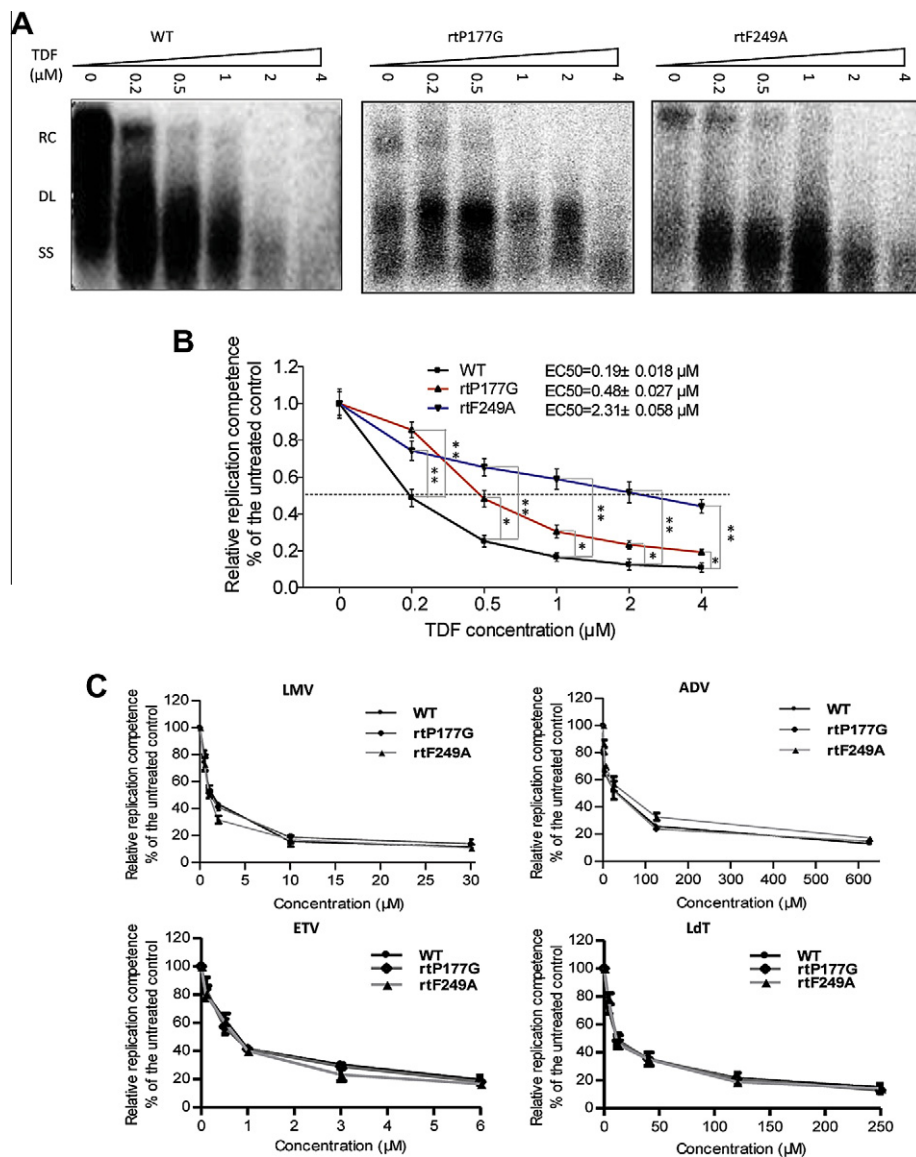 A
WT
rtP177G
rtF249A
TDF
(µM)
0 0.2 0.5 1 2 4
0 0.2 0.5 1 2 4
0 0.2 0.5 1 2 4
RC
DL
SS
B
Relative replication competence
% of the untreated control
1.2
1.0
0.8
0.6
0.4
0.2
0.0
WT EC50=0.19± 0.018 µM
rtP177G EC50=0.48± 0.027 µM
rtF249A EC50=2.31± 0.058 µM
** ** * ** * ** * ** * **
0 0.2 0.5 1 2 4
TDF concentration (µM)
C
LMV
Relative replication competence
% of the untreated control
120
100
80
60
40
20
0
WT
rtP177G
rtF249A
0 5 10 15 20 25 30
Concentration (µM)
ADV
Relative replication competence
% of the untreated control
120
100
80
60
40
20
0
WT
rtP177G
rtF249A
0 100 200 300 400 500 600
Concentration (µM)
ETV
Relative replication competence
% of the untreated control
120
100
80
60
40
20
0
WT
rtP177G
rtF249A
0 1 2 3 4 5 6
Concentration (µM)
LdT
Relative replication competence
% of the untreated control
120
100
80
60
40
20
0
WT
rtP177G
rtF249A
0 50 100 150 200 250
Concentration (µM)